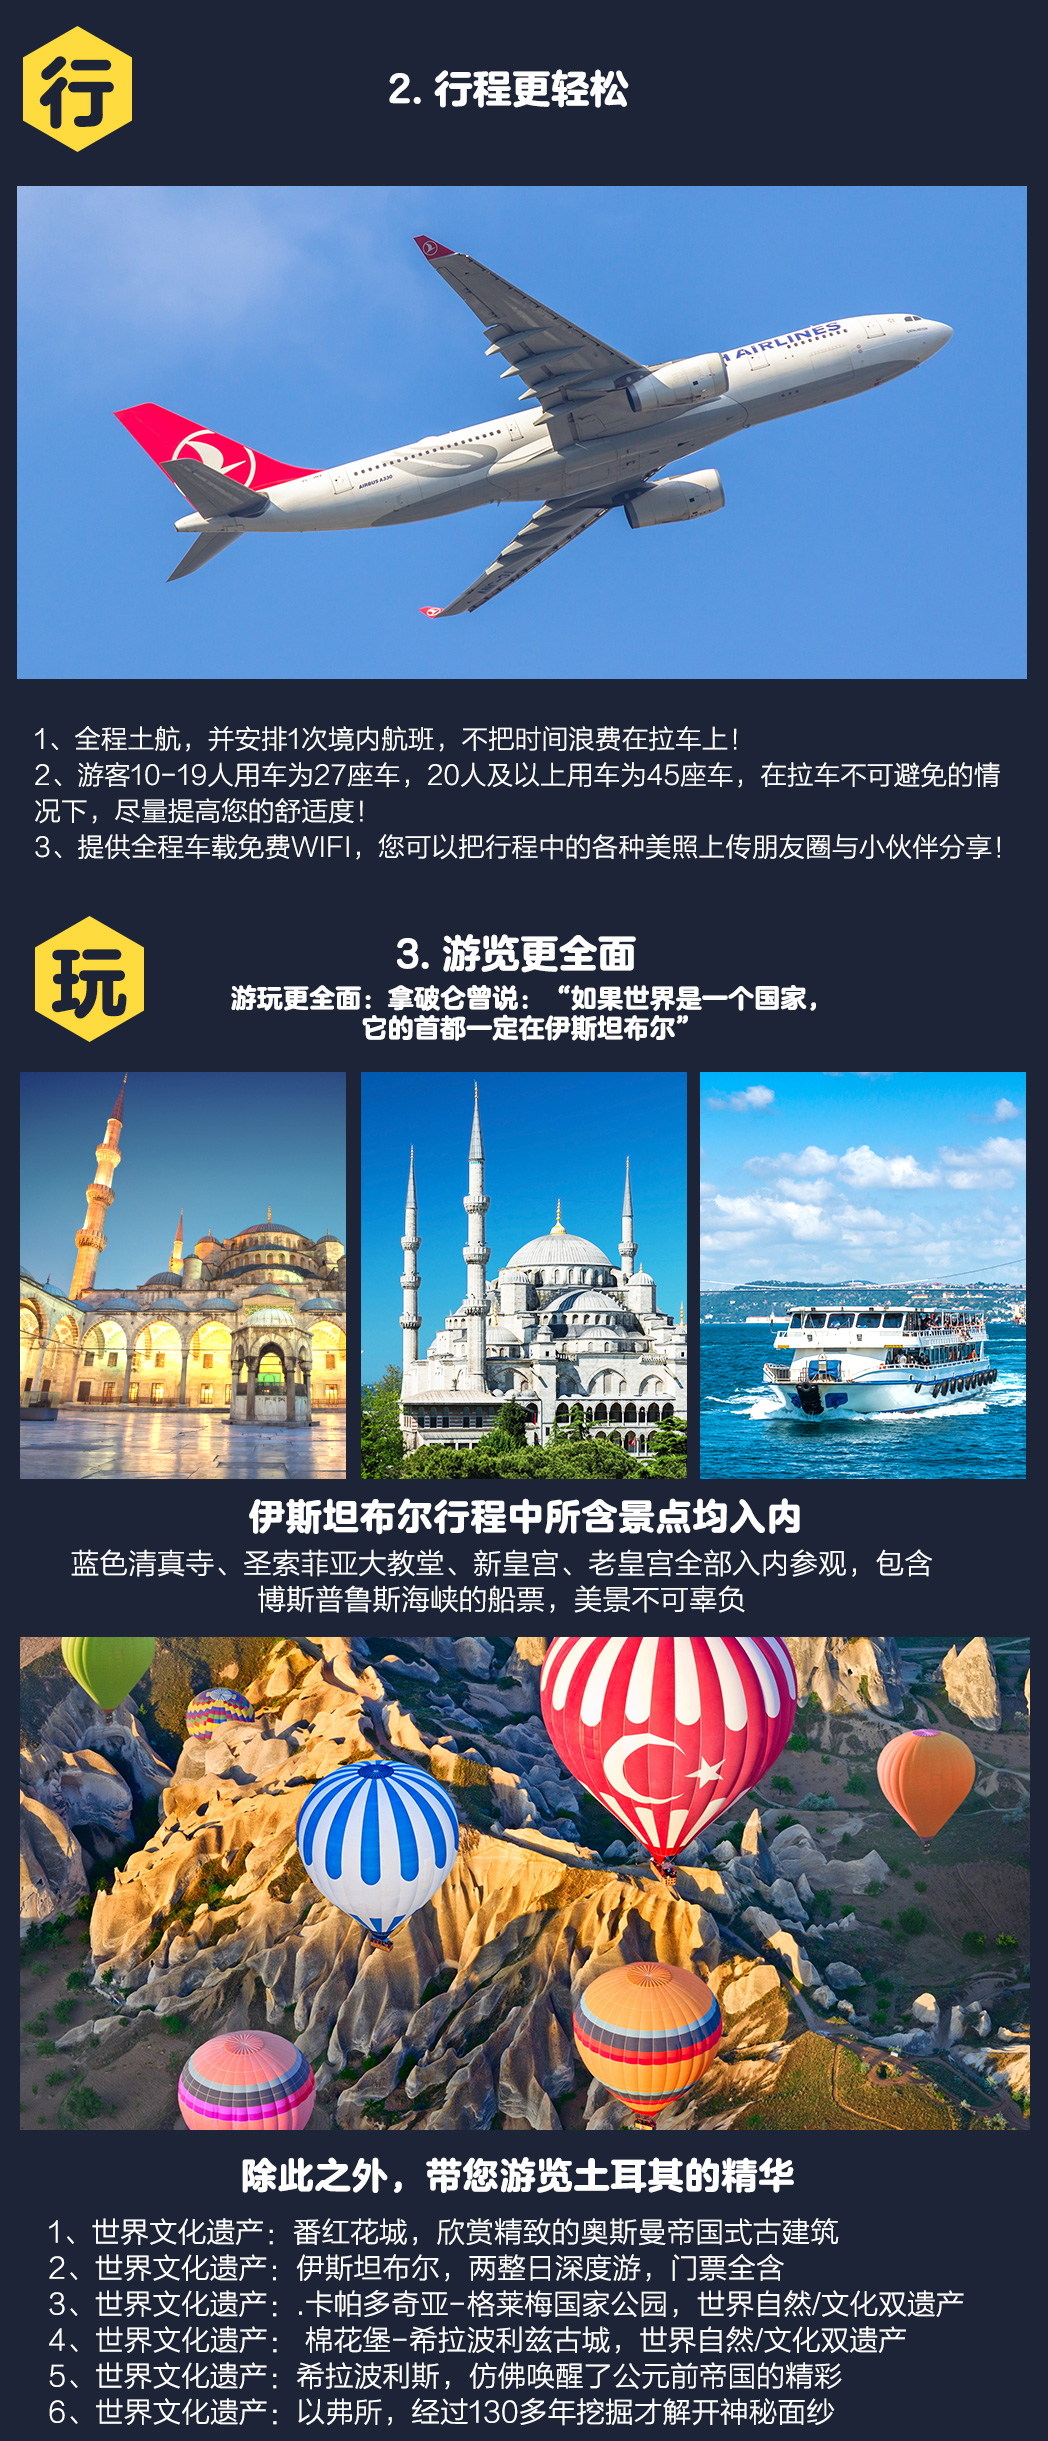 行
2. 行程更轻松
AIRLINES
AIRBUS A330
1、全程土航，并安排1次境内航班，不把时间浪费在拉车上！
2、游客10-19人用车为27座车，20人及以上用车为45座车，在拉车不可避免的情
况下，尽量提高您的舒适度！
3、提供全程车载免费WIFI，您可以把行程中的各种美照上传朋友圈与小伙伴分享！
玩
3. 游览更全面
游玩更全面：拿破仑曾说：“如果世界是一个国家，
它的首都一定在伊斯坦布尔”
伊斯坦布尔行程中所含景点均入内
蓝色清真寺、圣索菲亚大教堂、新皇宫、老皇宫全部入内参观，包含
博斯普鲁斯海峡的船票，美景不可辜负
除此之外，带您游览土耳其的精华
1、世界文化遗产：番红花城，欣赏精致的奥斯曼帝国式古建筑
2、世界文化遗产：伊斯坦布尔，两整日深度游，门票全含
3、世界文化遗产：.卡帕多奇亚-格莱梅国家公园，世界自然/文化双遗产
4、世界文化遗产： 棉花堡-希拉波利兹古城，世界自然/文化双遗产
5、世界文化遗产：希拉波利斯，仿佛唤醒了公元前帝国的精彩
6、世界文化遗产：以弗所，经过130多年挖掘才解开神秘面纱